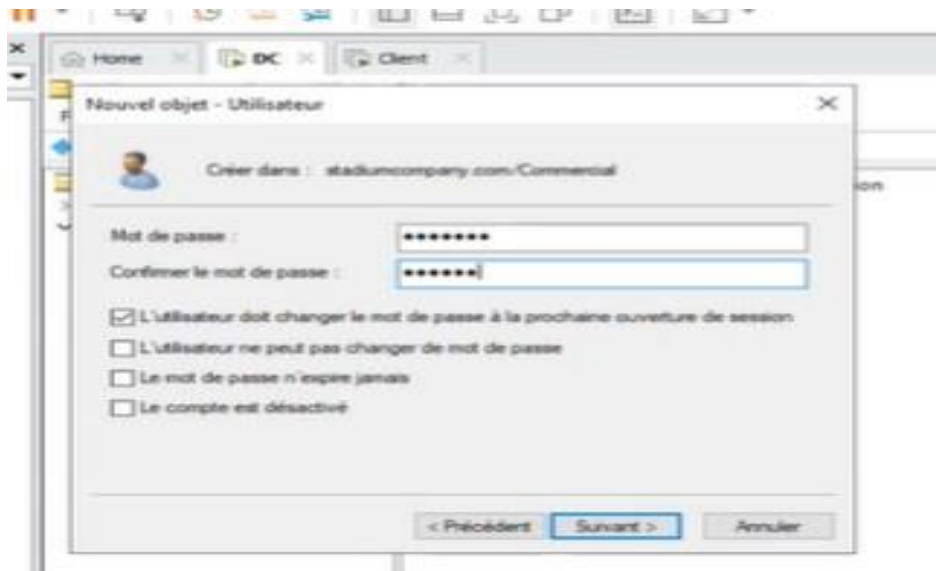 Home DC Client
Nouvel objet - Utilisateur
Créer dans : stadiumcompany.com/Commercial
Mot de passe : •••••••
Confirmer le mot de passe : ••••••
L'utilisateur doit changer le mot de passe à la prochaine ouverture de session
L'utilisateur ne peut pas changer de mot de passe
Le mot de passe n'expire jamais
Le compte est désactivé
< Précédent Suivant > Annuler